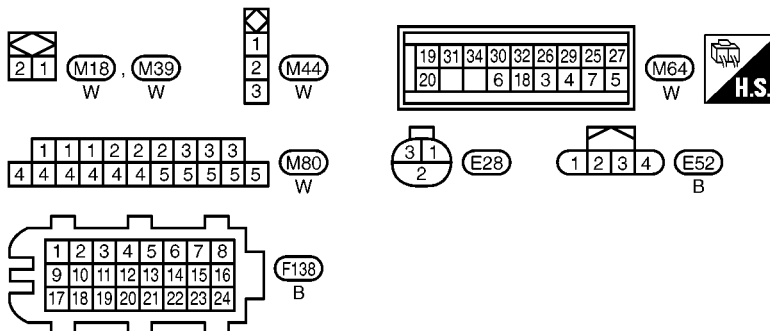 2 1
M18 , M39
W W
1
2
3
M44
W
19 31 34 30 32 26 29 25 27
20 6 18 3 4 7 5
M64
W
H.S.
1 1 1 2 2 2 3 3 3
4 4 4 4 4 4 5 5 5 5 5
M80
W
3 1
2
E28
1 2 3 4
E52
B
1 2 3 4 5 6 7 8
9 10 11 12 13 14 15 16
17 18 19 20 21 22 23 24
F138
B